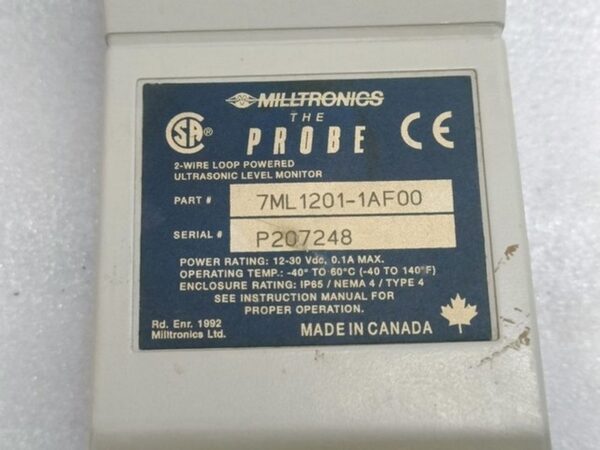 MILLTRONICS
THE
PROBE
SA ®
CE
2-WIRE LOOP POWERED
ULTRASONIC LEVEL MONITOR
PART # 7ML1201-1AF00
SERIAL # P207248
POWER RATING: 12-30 Vdc, 0.1A MAX.
OPERATING TEMP.: -40° TO 60°C (-40 TO 140°F)
ENCLOSURE RATING: IP65 / NEMA 4 / TYPE 4
SEE INSTRUCTION MANUAL FOR
PROPER OPERATION.
Rd. Enr. 1992
Milltronics Ltd.
MADE IN CANADA